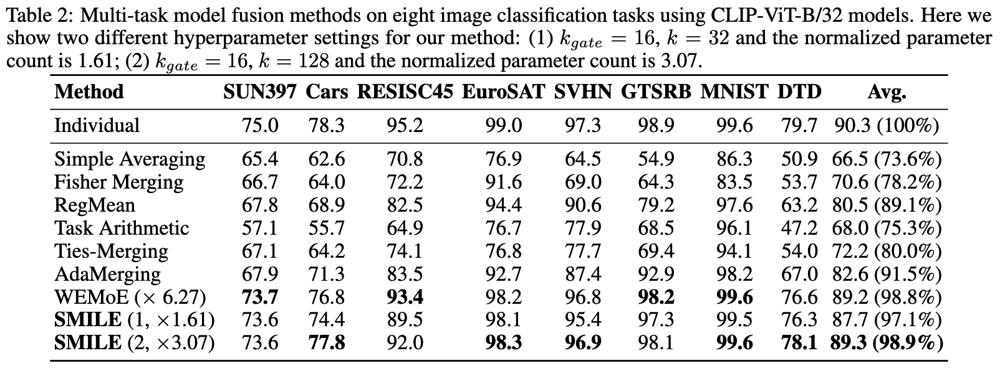 Table 2: Multi-task model fusion methods on eight image classification tasks using CLIP-ViT-B/32 models. Here we
show two different hyperparameter settings for our method: (1) k_gate = 16, k = 32 and the normalized parameter
count is 1.61; (2) k_gate = 16, k = 128 and the normalized parameter count is 3.07.
Method SUN397 Cars RESISC45 EuroSAT SVHN GTSRB MNIST DTD Avg.
Individual 75.0 78.3 95.2 99.0 97.3 98.9 99.6 79.7 90.3 (100%)
Simple Averaging 65.4 62.6 70.8 76.9 64.5 54.9 86.3 50.9 66.5 (73.6%)
Fisher Merging 66.7 64.0 72.2 91.6 69.0 64.3 83.5 53.7 70.6 (78.2%)
RegMean 67.8 68.9 82.5 94.4 90.6 79.2 97.6 63.2 80.5 (89.1%)
Task Arithmetic 57.1 55.7 64.9 76.7 77.9 68.5 96.1 47.2 68.0 (75.3%)
Ties-Merging 67.1 64.2 74.1 76.8 77.7 69.4 94.1 54.0 72.2 (80.0%)
AdaMerging 67.9 71.3 83.5 92.7 87.4 92.9 98.2 67.0 82.6 (91.5%)
WEMoE (× 6.27) 73.7 76.8 93.4 98.2 96.8 98.2 99.6 76.6 89.2 (98.8%)
SMILE (1, ×1.61) 73.6 74.4 89.5 98.1 95.4 97.3 99.5 76.3 87.7 (97.1%)
SMILE (2, ×3.07) 73.6 77.8 92.0 98.3 96.9 98.1 99.6 78.1 89.3 (98.9%)